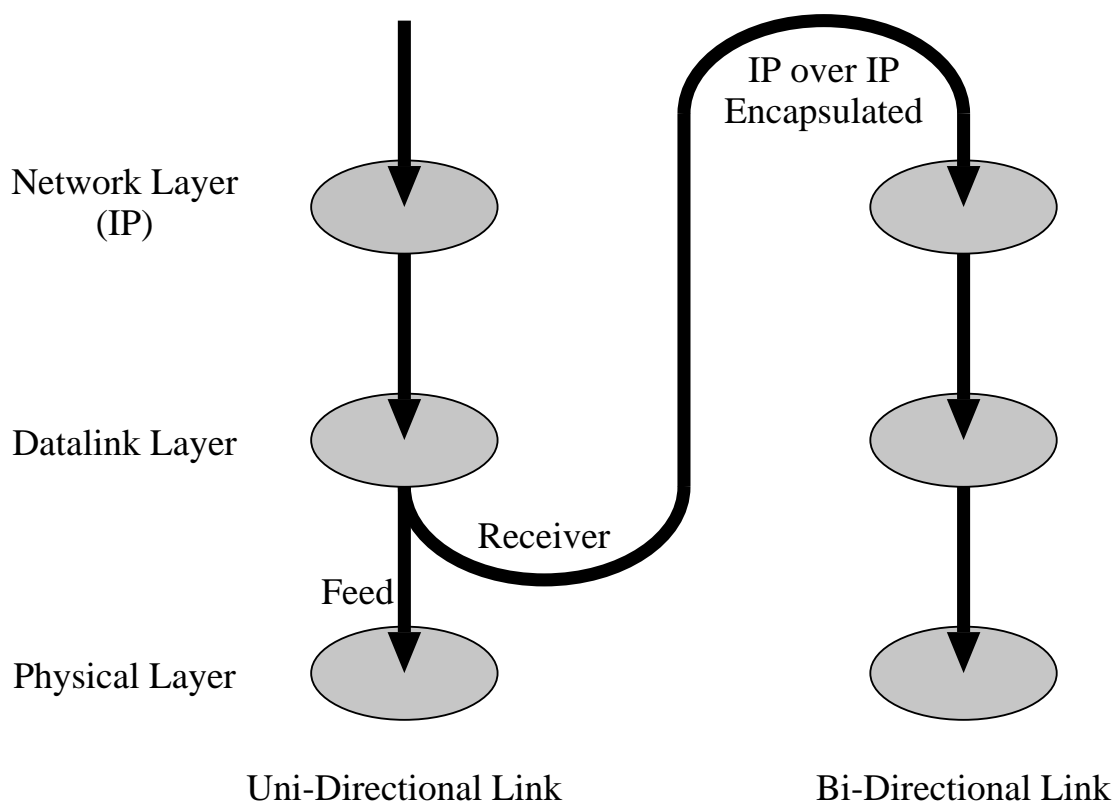 IP over IP
Encapsulated
Network Layer
(IP)
Datalink Layer
Receiver
Feed
Physical Layer
Uni-Directional Link
Bi-Directional Link